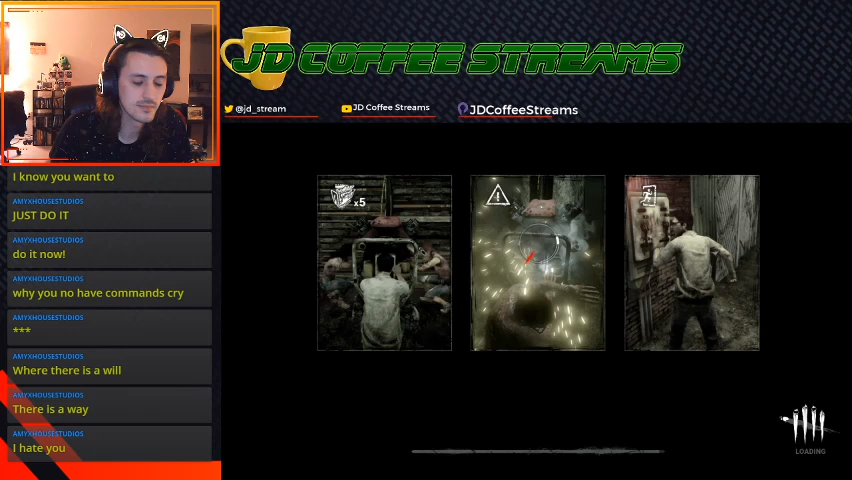 JD COFFEE STREAMS
@jd_stream
JD Coffee Streams
JDCoffeeStreams
I know you want to
AMYXHOUSESTUDIOS
JUST DO IT
AMYXHOUSESTUDIOS
do it now!
AMYXHOUSESTUDIOS
why you no have commands cry
AMYXHOUSESTUDIOS
***
AMYXHOUSESTUDIOS
Where there is a will
AMYXHOUSESTUDIOS
There is a way
AMYXHOUSESTUDIOS
I hate you
x5
LOADING